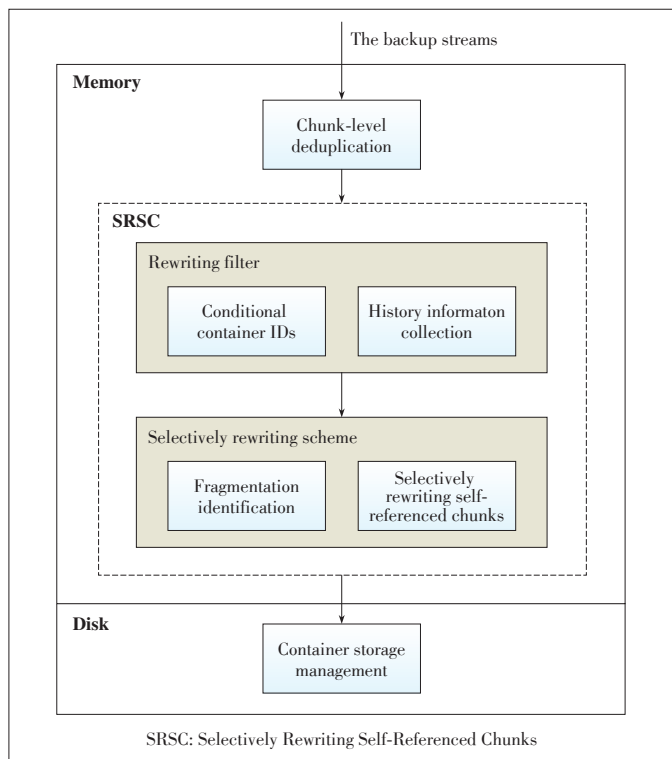 The backup streams
Memory
Chunk-level
deduplication
SRSC
Rewriting filter
Conditional
container IDs
History informaton
collection
Selectively rewriting scheme
Fragmentation
identification
Selectively
rewriting self-
referenced chunks
Disk
Container storage
management
SRSC: Selectively Rewriting Self-Referenced Chunks